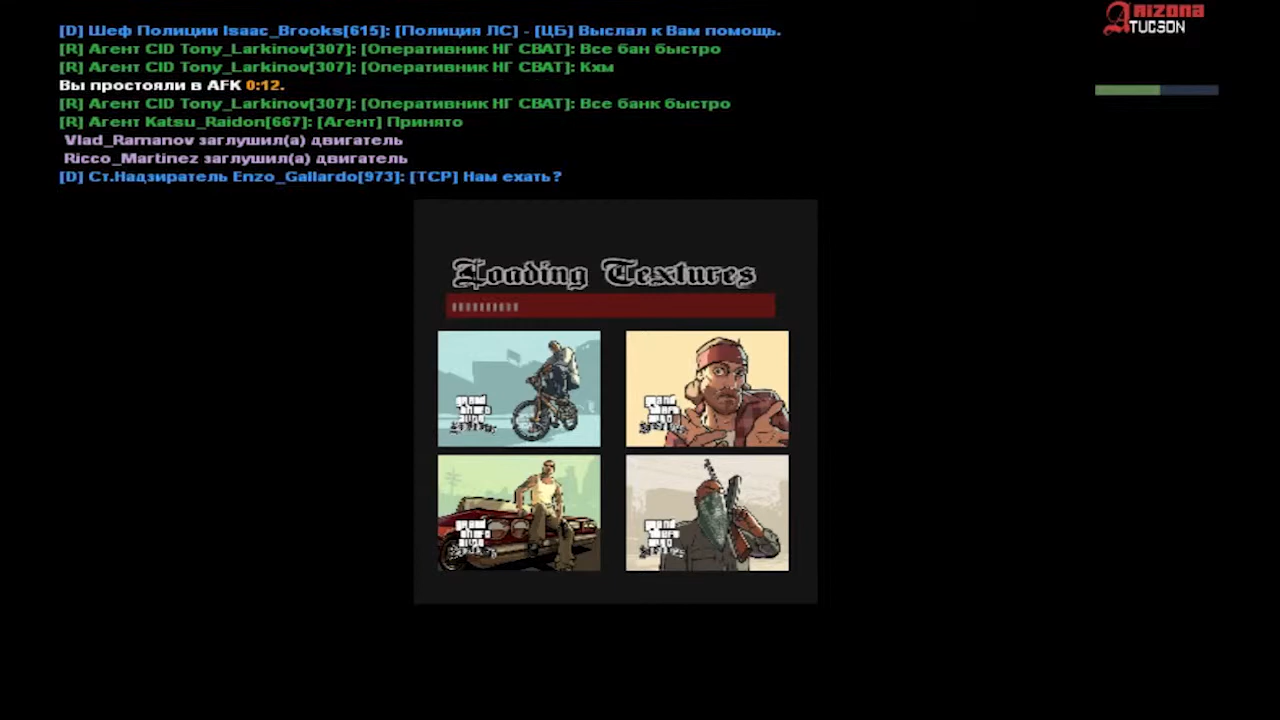 [D] Шеф Полиции Isaac_Brooks[615]: [Полиция ЛС] - [ЦБ] Выслал к Вам помощь.
[R] Агент CID Tony_Larkinov[307]: [Оперативник НГ СВАТ]: Все бан быстро
[R] Агент CID Tony_Larkinov[307]: [Оперативник НГ СВАТ]: Кхм
Вы простояли в AFK 0:12.
[R] Агент CID Tony_Larkinov[307]: [Оперативник НГ СВАТ]: Все банк быстро
[R] Агент Katsu_Raidon[667]: [Агент] Принято
Vlad_Ramanov заглушил(а) двигатель
Ricco_Martinez заглушил(а) двигатель
[D] Ст.Надзиратель Enzo_Gallardo[973]: [ТСР] Нам ехать?
ARIZONA
TUCSON
Loading Textures